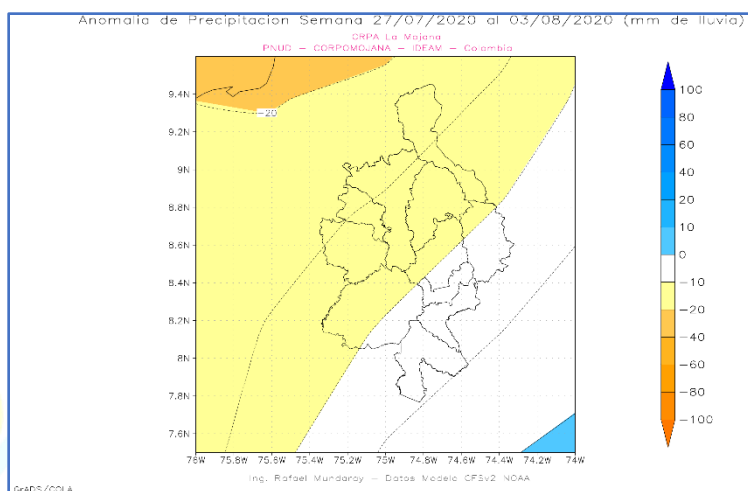 Anomalia de Precipitacion Semana 27/07/2020 al 03/08/2020 (mm de lluvia)
CRPA La Mojana
PNUD – CORPOMOJANA – IDEAM – Colombia
9.4N
9.2N
9N
8.8N
8.6N
8.4N
8.2N
8N
7.8N
7.6N
-20
76W 75.8W 75.6W 75.4W 75.2W 75W 74.8W 74.6W 74.4W 74.2W 74W
100
80
60
40
20
0
-10
-20
-40
-60
-80
-100
Ing. Rafael Mundaray – Datos Modelo CFSv2 NOAA
GrADS/COLA